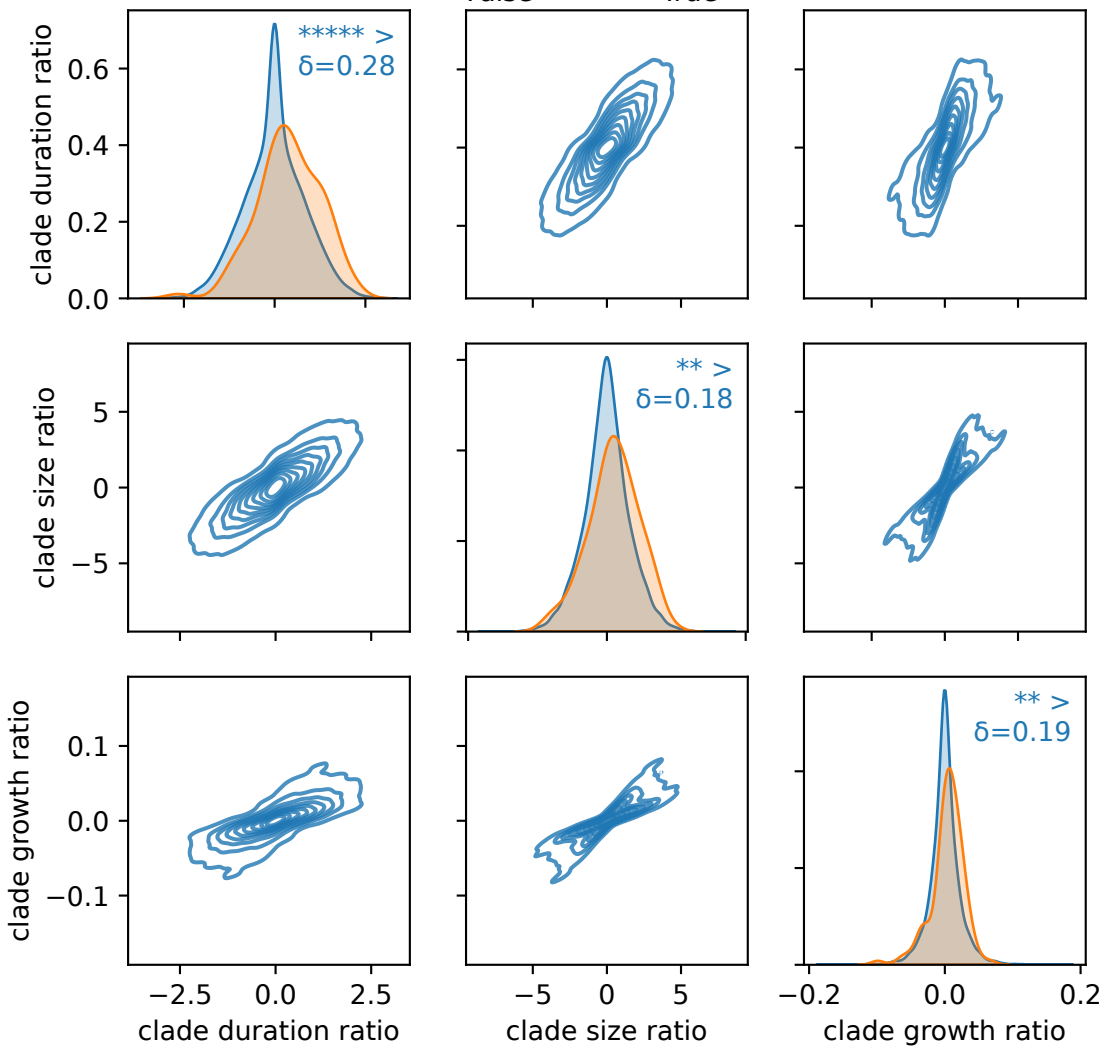 ***** >
δ=0.28
clade duration ratio
0.6
0.4
0.2
0.0
** >
δ=0.18
clade size ratio
5
0
−5
** >
δ=0.19
clade growth ratio
0.1
0.0
−0.1
−2.5 0.0 2.5
−5 0 5
−0.2 0.0 0.2
clade duration ratio
clade size ratio
clade growth ratio